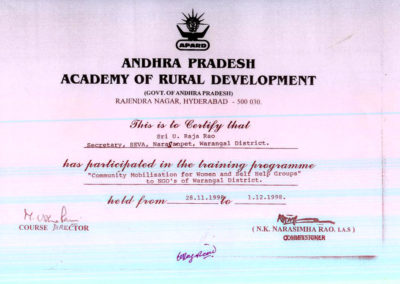 APARD
ANDHRA PRADESH
ACADEMY OF RURAL DEVELOPMENT
(GOVT. OF ANDHRA PRADESH)
RAJENDRA NAGAR, HYDERABAD - 500 030.
This is to Certify that
Sri U. Raja Rao
Secretary, SEVA, Narsampet, Warangal District.
has participated in the training programme
"Community Mobilisation for Women and Self Help Groups"
to NGO's of Warangal District.
held from 28.11.1998 to 1.12.1998.
COURSE DIRECTOR
( N.K. NARASIMHA RAO. I.A.S )
COMMISSIONER